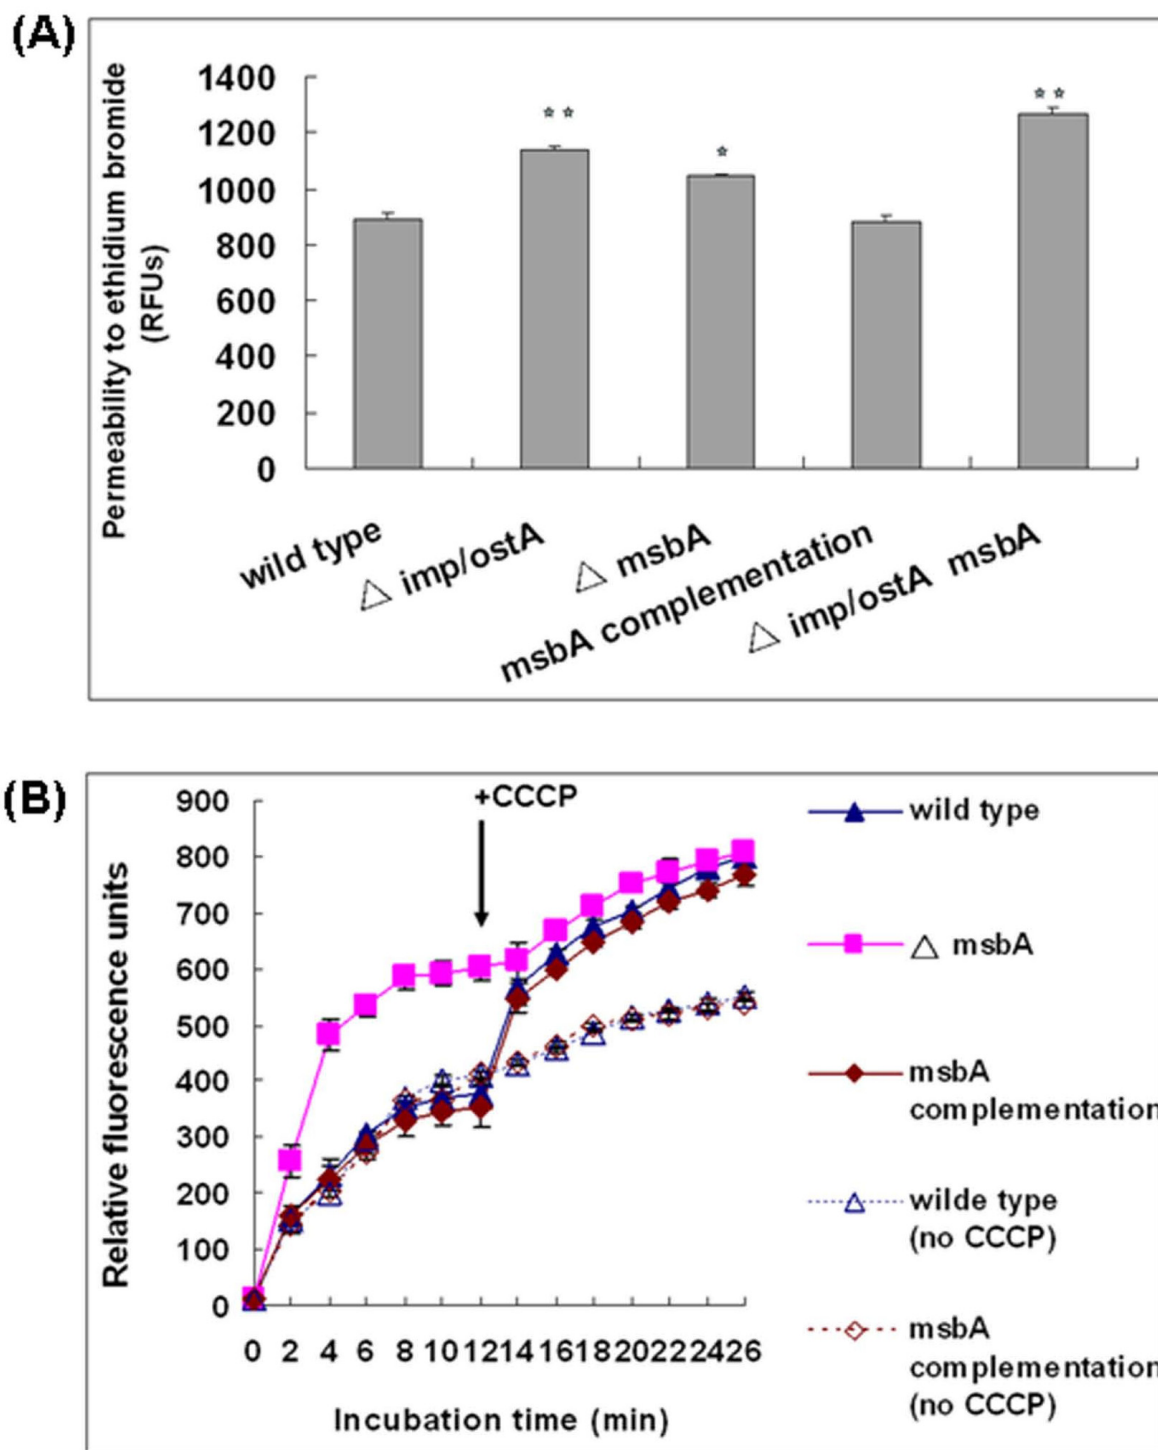 (A)
Permeability to ethidium bromide
(RFUs)
1400
1200
1000
800
600
400
200
0
**
*
**
wild type
△ imp/ostA
△ msbA
msbA complementation
△ imp/ostA msbA
(B)
Relative fluorescence units
900
800
700
600
500
400
300
200
100
0
+CCCP
0 2 4 6 8 10 12 14 16 18 20 22 24 26
Incubation time (min)
wild type
△ msbA
msbA
complementation
wilde type
(no CCCP)
msbA
complementation
(no CCCP)